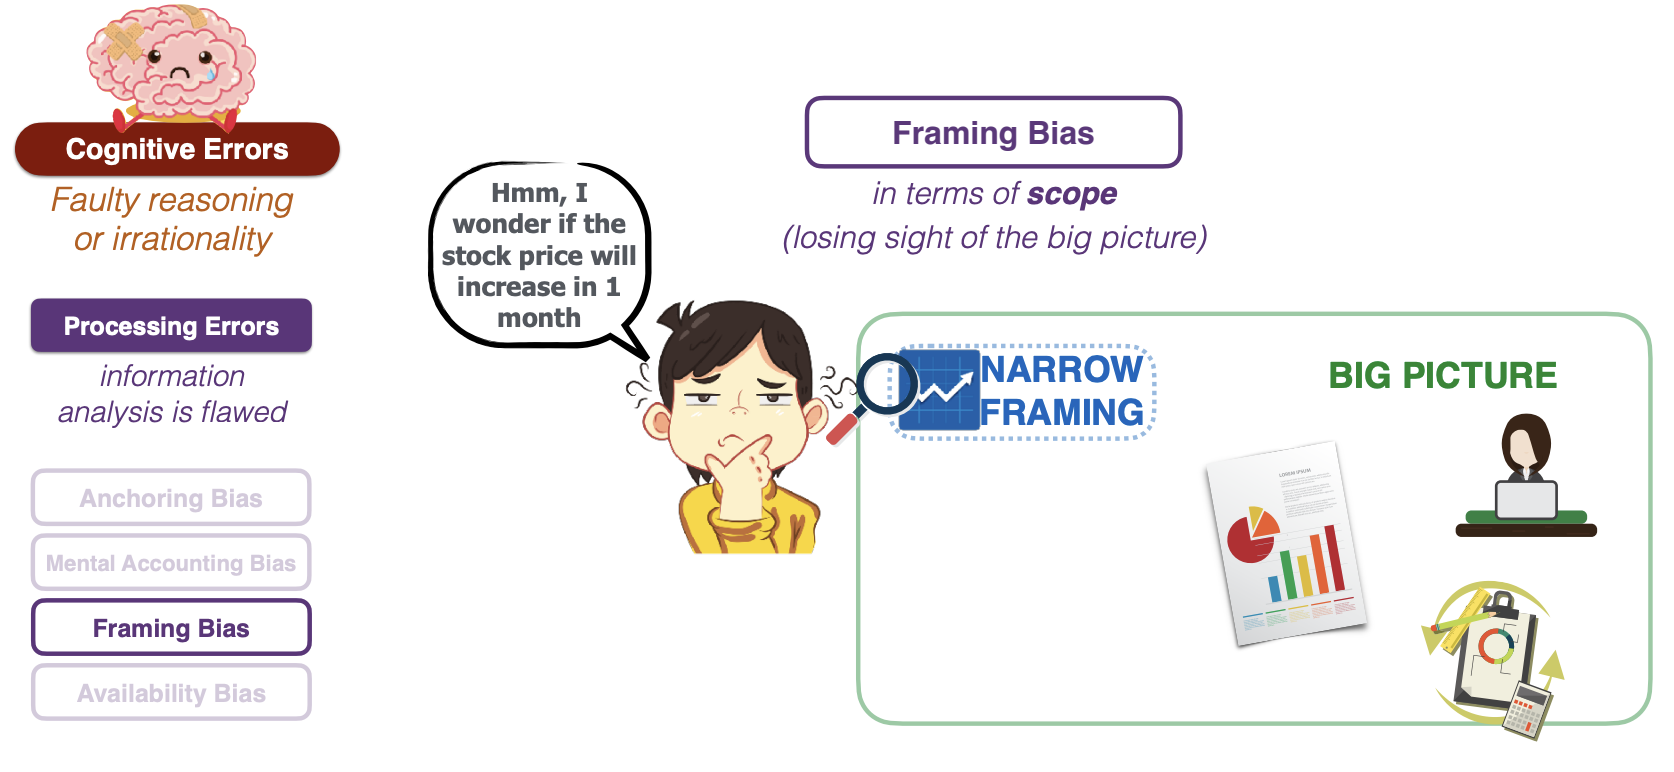 Cognitive Errors
Faulty reasoning
or irrationality
Processing Errors
information
analysis is flawed
Anchoring Bias
Mental Accounting Bias
Framing Bias
Availability Bias
Hmm, I
wonder if the
stock price will
increase in 1
month
Framing Bias
in terms of scope
(losing sight of the big picture)
NARROW
FRAMING
BIG PICTURE
LOREM IPSUM